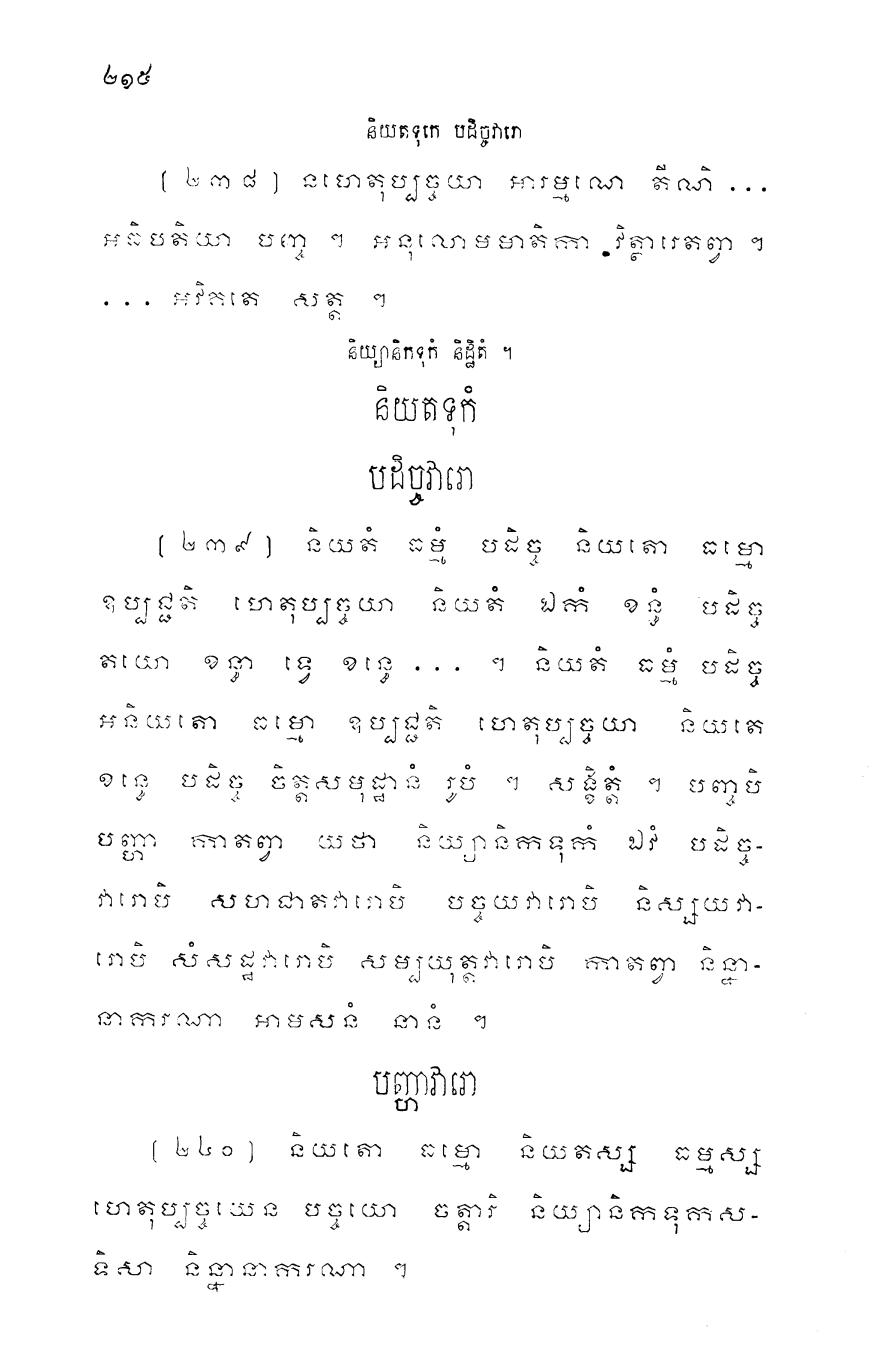 ២១៥
និយតទុកេ បដិច្ចវារោ
[២៣៨] នហេតុប្បច្ចយា អារម្មណេ តីណិ ...
អធិបតិយា បញ្ច ។ អនុលោមមាតិកា វិត្ថារេតព្វា ។
... អវិគតេ សត្ត ។
និយ្យានិកទុកំ និដ្ឋិតំ ។
និយតទុកំ
បដិច្ចវារោ
[២៣៩] និយតំ ធម្មំ បដិច្ច និយតោ ធម្មោ
ឧប្បជ្ជតិ ហេតុប្បច្ចយា និយតំ ឯកំ ខន្ធំ បដិច្ច
តយោ ខន្ធា ទ្វេ ខន្ធេ ... ។ និយតំ ធម្មំ បដិច្ច
អនិយតោ ធម្មោ ឧប្បជ្ជតិ ហេតុប្បច្ចយា និយតេ
ខន្ធេ បដិច្ច ចិត្តសមុដ្ឋានំ រូបំ ។ សង្ខិត្តំ ។ បញ្ចបិ
បញ្ហា កាតព្វា យថា និយ្យានិកទុកំ ឯវំ បដិច្ច-
វារោបិ សហជាតវារោបិ បច្ចយវារោបិ និស្សយវា-
រោបិ សំសដ្ឋវារោបិ សម្បយុត្តវារោបិ កាតព្វា និន្នា-
នាករណា អាមសនំ នានំ ។
បញ្ហាវារោ
[២៤០] និយតោ ធម្មោ និយតស្ស ធម្មស្ស
ហេតុប្បច្ចយេន បច្ចយោ ចត្តារិ និយ្យានិកទុកស-
ទិសា និន្នានាករណា ។